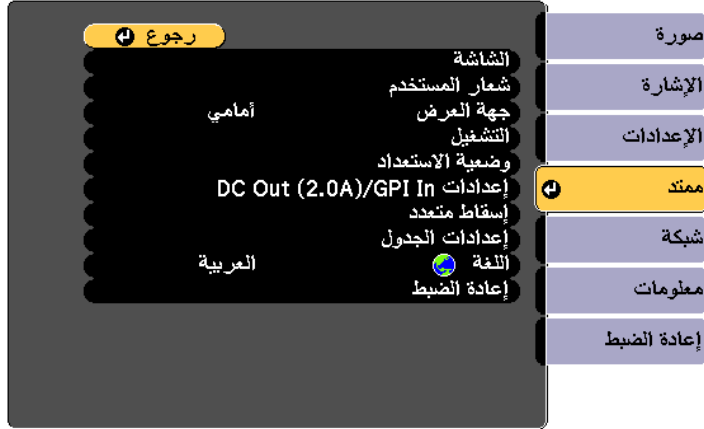 صورة
الإشارة
الإعدادات
ممتد
شبكة
معلومات
إعادة الضبط
رجوع
الشاشة
شعار المستخدم
جهة العرض أمامي
التشغيل
وضعية الاستعداد
إعدادات DC Out (2.0A)/GPI In
إسقاط متعدد
إعدادات الجدول
اللغة العربية
إعادة الضبط